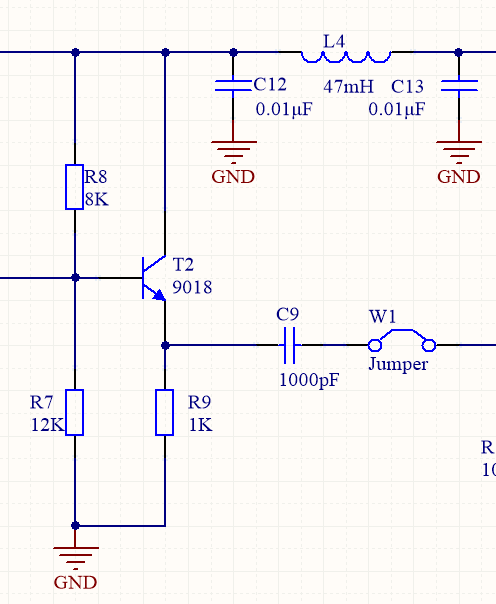 L4
C12
47mH
C13
0.01μF
0.01μF
GND
GND
R8
8K
T2
9018
C9
W1
1000pF
Jumper
R7
12K
R9
1K
R
GND